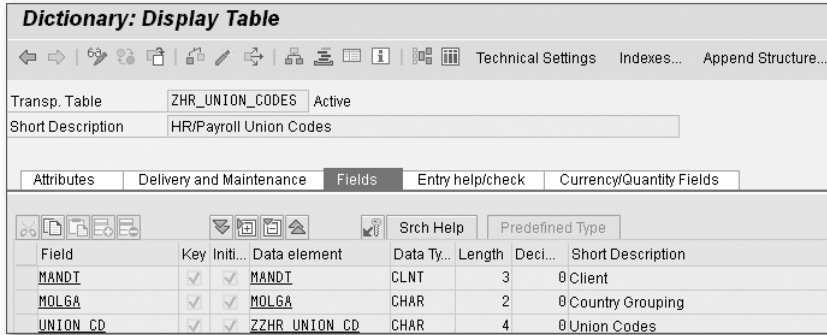 Dictionary: Display Table
Technical Settings Indexes... Append Structure...
Transp. Table ZHR_UNION_CODES Active
Short Description HR/Payroll Union Codes
Attributes Delivery and Maintenance Fields Entry help/check Currency/Quantity Fields
Srch Help Predefined Type
Field Key Initi... Data element Data Ty... Length Deci... Short Description
MANDT MANDT CLNT 3 0 Client
MOLGA MOLGA CHAR 2 0 Country Grouping
UNION_CD ZZHR_UNION_CD CHAR 4 0 Union Codes